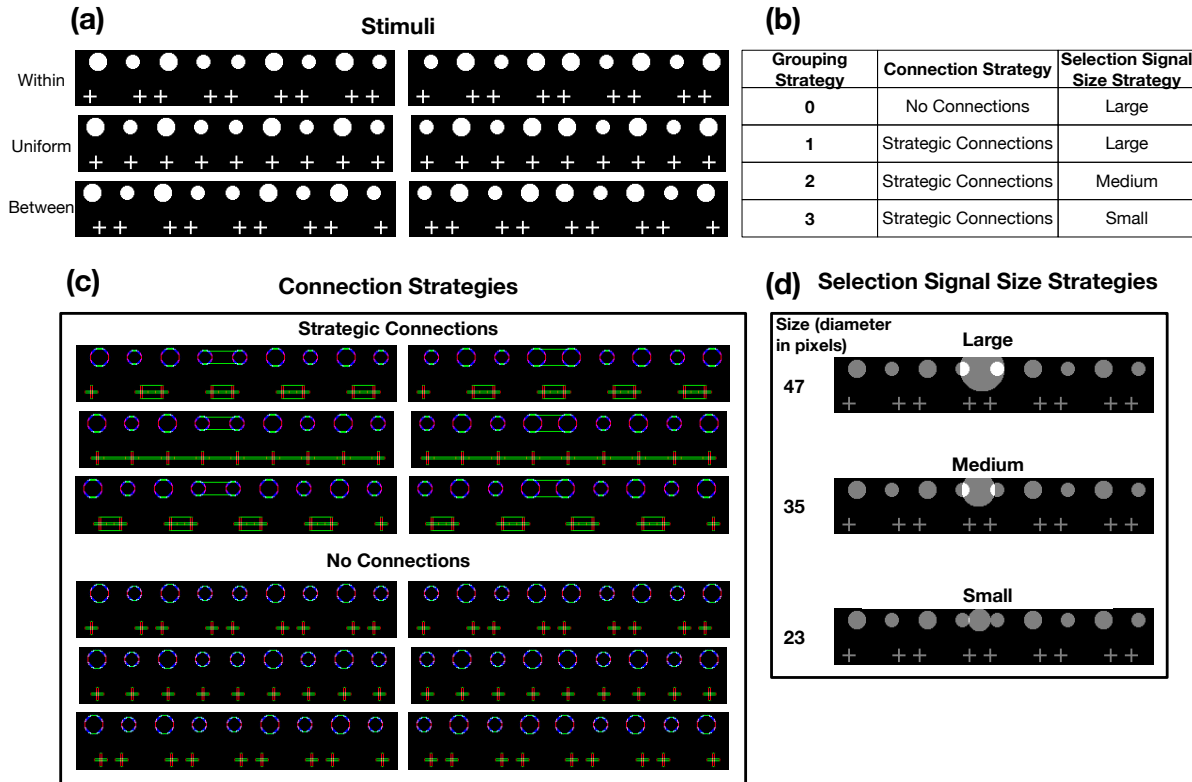 (a)
Stimuli
Within
Uniform
Between
(b)
Grouping Strategy
Connection Strategy
Selection Signal Size Strategy
0
No Connections
Large
1
Strategic Connections
Large
2
Strategic Connections
Medium
3
Strategic Connections
Small
(c)
Connection Strategies
Strategic Connections
No Connections
(d)
Selection Signal Size Strategies
Size (diameter
in pixels)
Large
47
Medium
35
Small
23